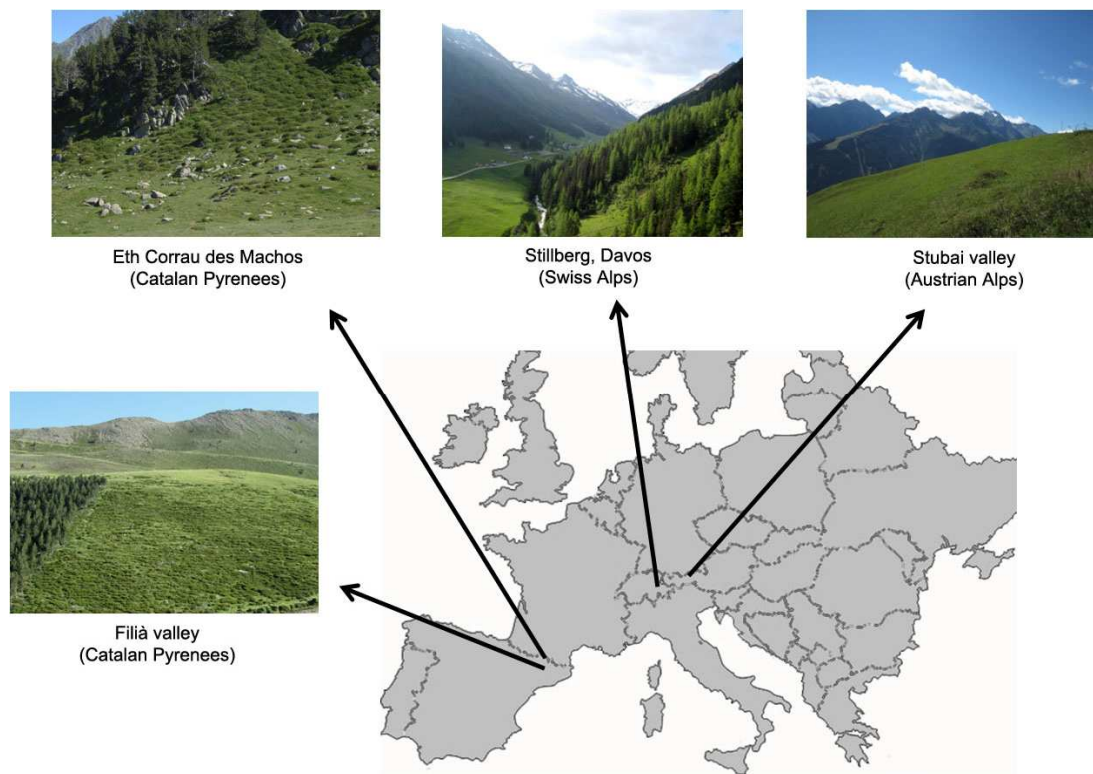 Eth Corrau des Machos
(Catalan Pyrenees)
Stillberg, Davos
(Swiss Alps)
Stubai valley
(Austrian Alps)
Filià valley
(Catalan Pyrenees)